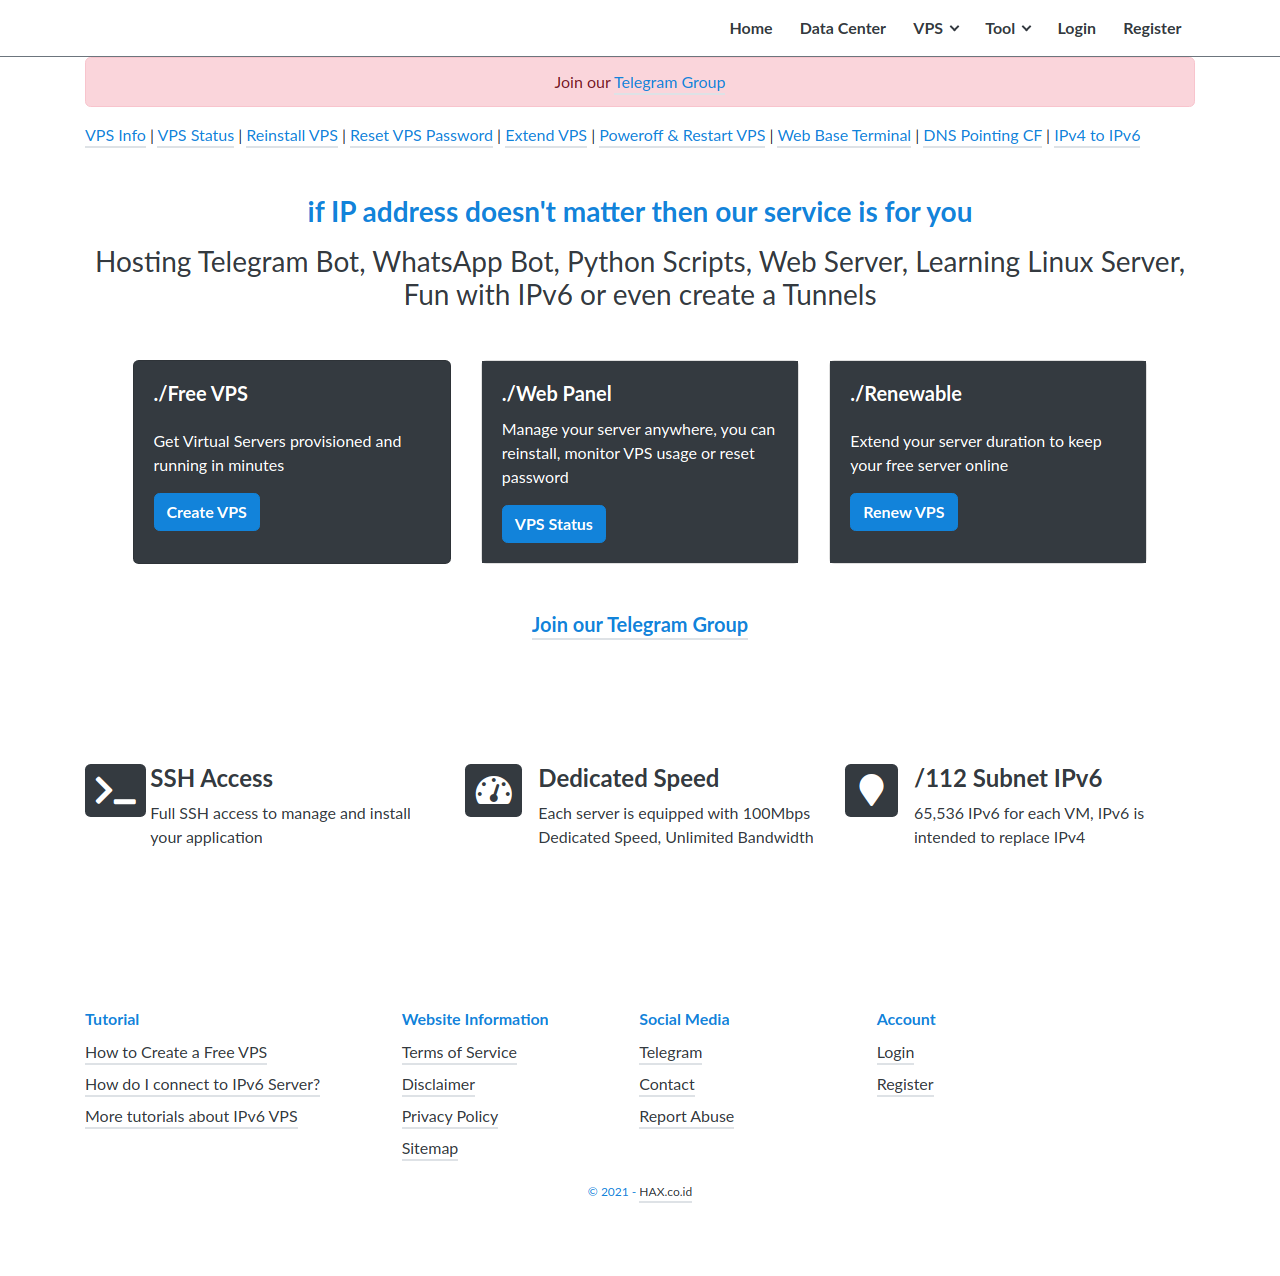 Home Data Center VPS Tool Login Register
Join our Telegram Group
VPS Info | VPS Status | Reinstall VPS | Reset VPS Password | Extend VPS | Poweroff & Restart VPS | Web Base Terminal | DNS Pointing CF | IPv4 to IPv6
if IP address doesn't matter then our service is for you
Hosting Telegram Bot, WhatsApp Bot, Python Scripts, Web Server, Learning Linux Server,
Fun with IPv6 or even create a Tunnels
./Free VPS
Get Virtual Servers provisioned and
running in minutes
Create VPS
./Web Panel
Manage your server anywhere, you can
reinstall, monitor VPS usage or reset
password
VPS Status
./Renewable
Extend your server duration to keep
your free server online
Renew VPS
Join our Telegram Group
SSH Access
Full SSH access to manage and install
your application
Dedicated Speed
Each server is equipped with 100Mbps
Dedicated Speed, Unlimited Bandwidth
/112 Subnet IPv6
65,536 IPv6 for each VM, IPv6 is
intended to replace IPv4
Tutorial
How to Create a Free VPS
How do I connect to IPv6 Server?
More tutorials about IPv6 VPS
Website Information
Terms of Service
Disclaimer
Privacy Policy
Sitemap
Social Media
Telegram
Contact
Report Abuse
Account
Login
Register
© 2021 - HAX.co.id